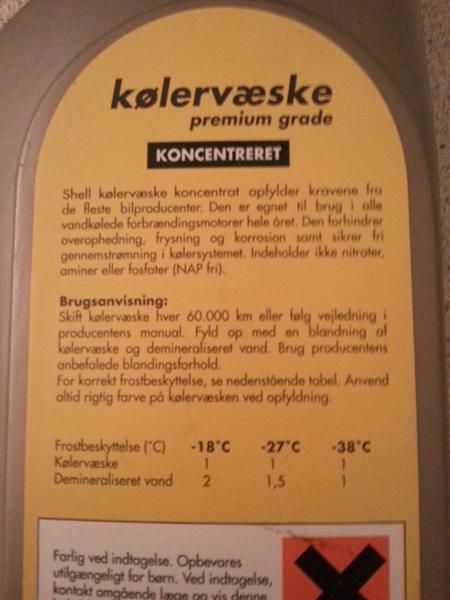 kølervæske
premium grade
KONCENTRERET
Shell kølervæske koncentrat opfylder kravene fra
de fleste bilproducenter. Den er egnet til brug i alle
vandkølede forbrændingsmotorer hele året. Den forhindrer
overophedning, frysning og korrosion samt sikrer fri
gennemstrømning i kølersystemet. Indeholder ikke nitrater,
aminer eller fosfater (NAP fri).
Brugsanvisning:
Skift kølervæske hver 60.000 km eller følg vejledning i
producentens manual. Fyld op med en blanding af
kølervæske og demineraliseret vand. Brug producentens
anbefalede blandingsforhold.
For korrekt frostbeskyttelse, se nedenstående tabel. Anvend
altid rigtig farve på kølervæsken ved opfyldning.
Frostbeskyttelse (°C) -18°C -27°C -38°C
Kølervæske 1 1 1
Demineraliseret vand 2 1,5 1
Farlig ved indtagelse. Opbevares
utilgængeligt for børn. Ved indtagelse,
kontakt omgående læge og vis denne